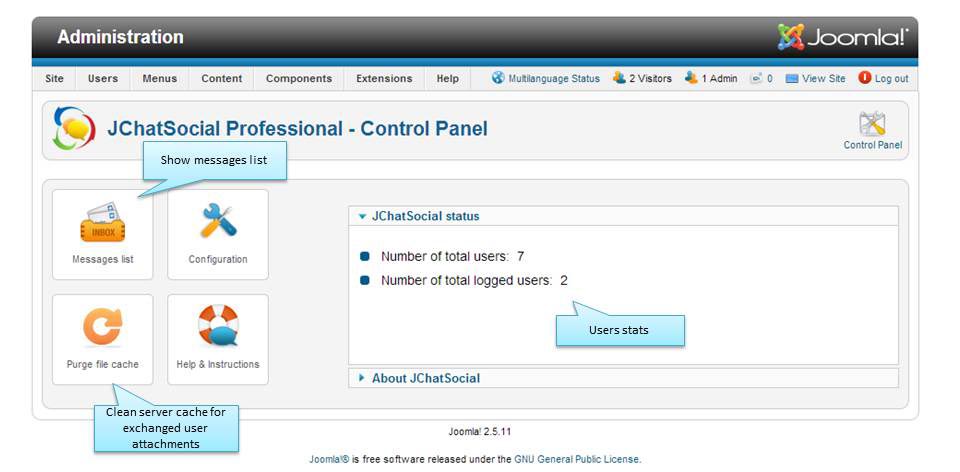 Administration
Joomla!®
Site Users Menus Content Components Extensions Help Multilanguage Status 2 Visitors 1 Admin 0 View Site Log out
JChatSocial Professional - Control Panel
Control Panel
Show messages list
INBOX
Messages list
Configuration
JChatSocial status
Number of total users: 7
Number of total logged users: 2
Users stats
Purge file cache
Help & Instructions
About JChatSocial
Clean server cache for
exchanged user
attachments
Joomla! 2.5.11
Joomla!® is free software released under the GNU General Public License.